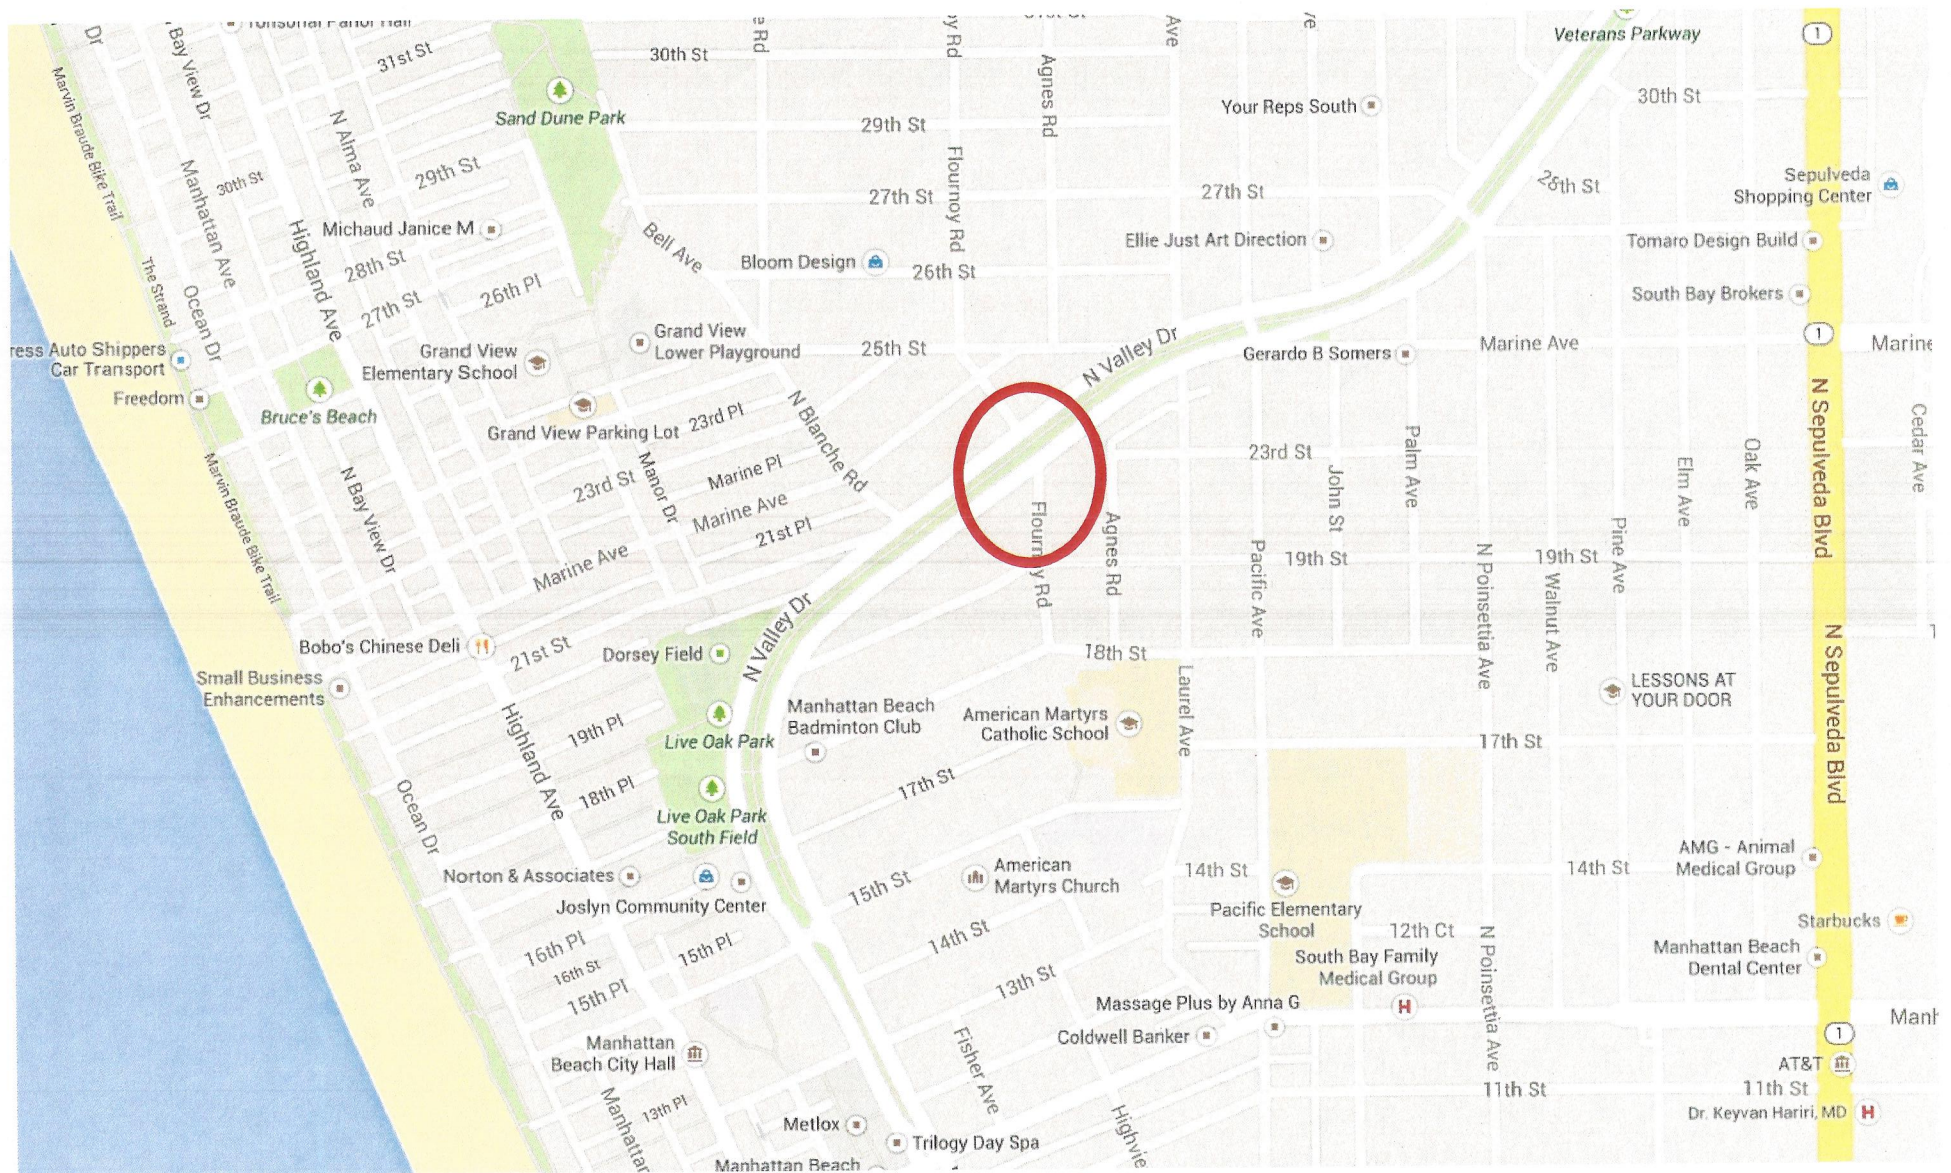 Dr
Bay View Dr
31st St
30th St
Rd
Rd
Agnes Rd
Ave
Veterans Parkway
1
30th St
Marvin Braude Bike Trail
N Alma Ave
Sand Dune Park
29th St
Your Reps South
Manhattan Ave
30th St
29th St
27th St
Flournoy Rd
27th St
28th St
Sepulveda
Shopping Center
Highland Ave
Michaud Janice M
Bell Ave
Bloom Design
26th St
Ellie Just Art Direction
Tomaro Design Build
The Strand
Ocean Dr
28th St
27th St
26th Pl
South Bay Brokers
ress Auto Shippers
Car Transport
Freedom
Bruce's Beach
Grand View
Elementary School
Grand View
Lower Playground
25th St
N Valley Dr
Gerardo B Somers
Marine Ave
1
Marine
Grand View Parking Lot
23rd Pl
N Blanche Rd
N Sepulveda Blvd
Cedar Ave
Marvin Braude Bike Trail
N Bay View Dr
23rd St
Manor Dr
Marine Pl
Marine Ave
21st Pl
Marine Ave
Flournoy Rd
Agnes Rd
23rd St
John St
Palm Ave
Elm Ave
Oak Ave
Pacific Ave
19th St
N Poinsettia Ave
19th St
Walnut Ave
Pine Ave
Bobo's Chinese Deli
21st St
Dorsey Field
N Valley Dr
18th St
N Sepulveda Blvd
Small Business
Enhancements
Highland Ave
19th Pl
Live Oak Park
Manhattan Beach
Badminton Club
American Martyrs
Catholic School
Laurel Ave
LESSONS AT
YOUR DOOR
17th St
Ocean Dr
18th Pl
Live Oak Park
South Field
17th St
Norton & Associates
Joslyn Community Center
15th St
American
Martyrs Church
14th St
Pacific Elementary
School
14th St
AMG - Animal
Medical Group
Starbucks
16th Pl
16th St
15th Pl
15th Pl
14th St
13th St
12th Ct
South Bay Family
Medical Group
N Poinsettia Ave
Manhattan Beach
Dental Center
Massage Plus by Anna G
Coldwell Banker
Manh
1
Manhattan
Beach City Hall
Fisher Ave
AT&T
11th St
11th St
Dr. Keyvan Hariri, MD
Manhattan
13th Pl
Metlox
Trilogy Day Spa
Highvie
Manhattan Beach